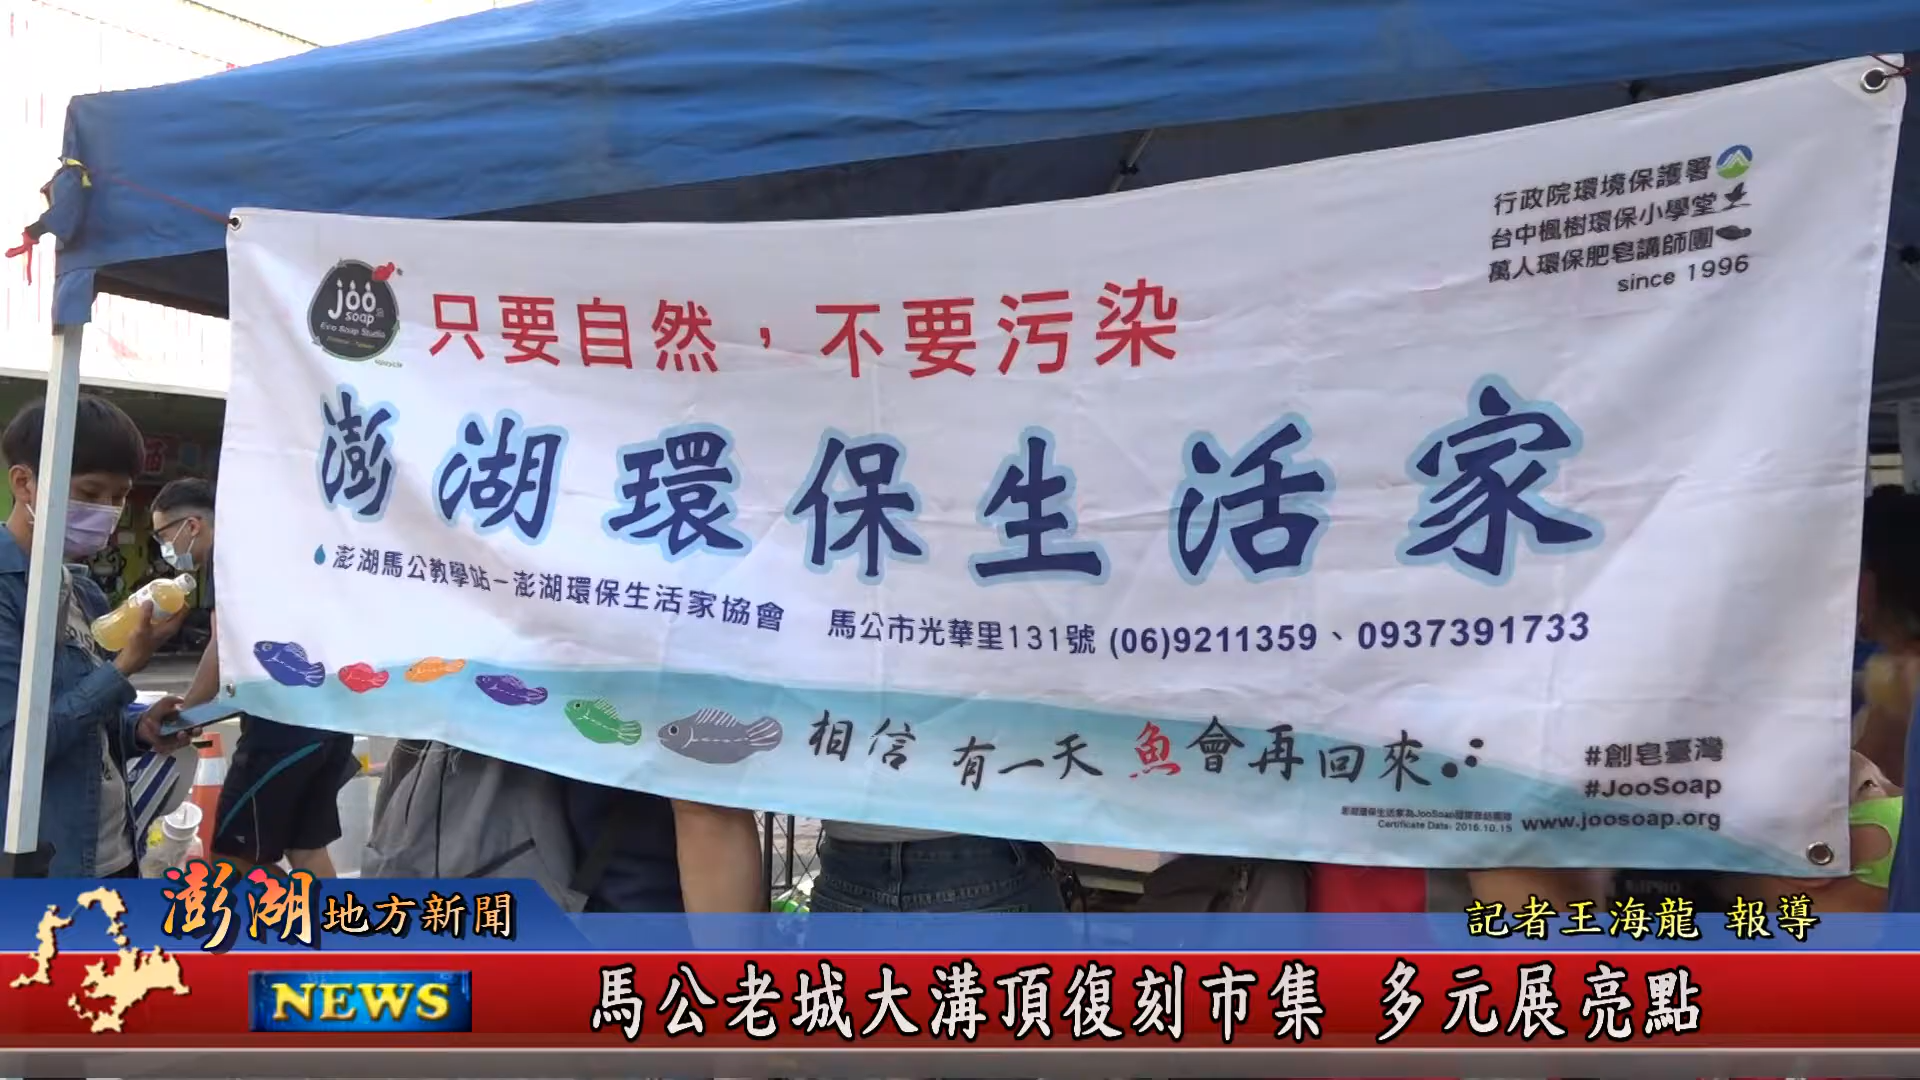 行政院環境保護署
台中楓樹環保小學堂
萬人環保肥皂講師團
since 1996
joo
soap
Eco Soap Studio
只要自然，不要污染
澎湖環保生活家
澎湖馬公教學站－澎湖環保生活家協會 馬公市光華里131號 (06)9211359、0937391733
相信 有一天 魚會再回來
#創皂臺灣
#JooSoap
Certificate Date: 2016.10.15
www.joosoap.org
澎湖地方新聞
記者王海龍 報導
NEWS
馬公老城大溝頂復刻市集 多元展亮點